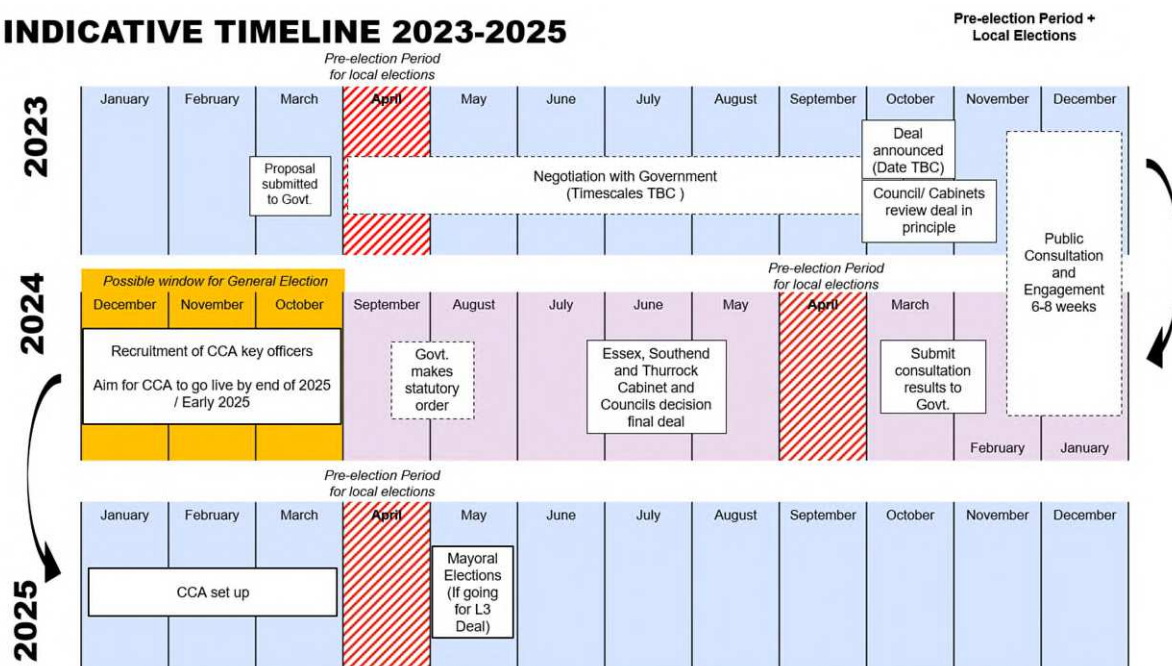 INDICATIVE TIMELINE 2023-2025
Pre-election Period +
Local Elections
Pre-election Period
for local elections
2023
January
February
March
April
May
June
July
August
September
October
November
December
Proposal
submitted
to Govt.
Negotiation with Government
(Timescales TBC )
Deal
announced
(Date TBC)
Council/ Cabinets
review deal in
principle
Public
Consultation
and
Engagement
6-8 weeks
2024
Possible window for General Election
Pre-election Period
for local elections
December
November
October
September
August
July
June
May
April
March
February
January
Recruitment of CCA key officers
Aim for CCA to go live by end of 2025
/ Early 2025
Govt.
makes
statutory
order
Essex, Southend
and Thurrock
Cabinet and
Councils decision
final deal
Submit
consultation
results to
Govt.
2025
Pre-election Period
for local elections
January
February
March
April
May
June
July
August
September
October
November
December
CCA set up
Mayoral
Elections
(If going
for L3
Deal)